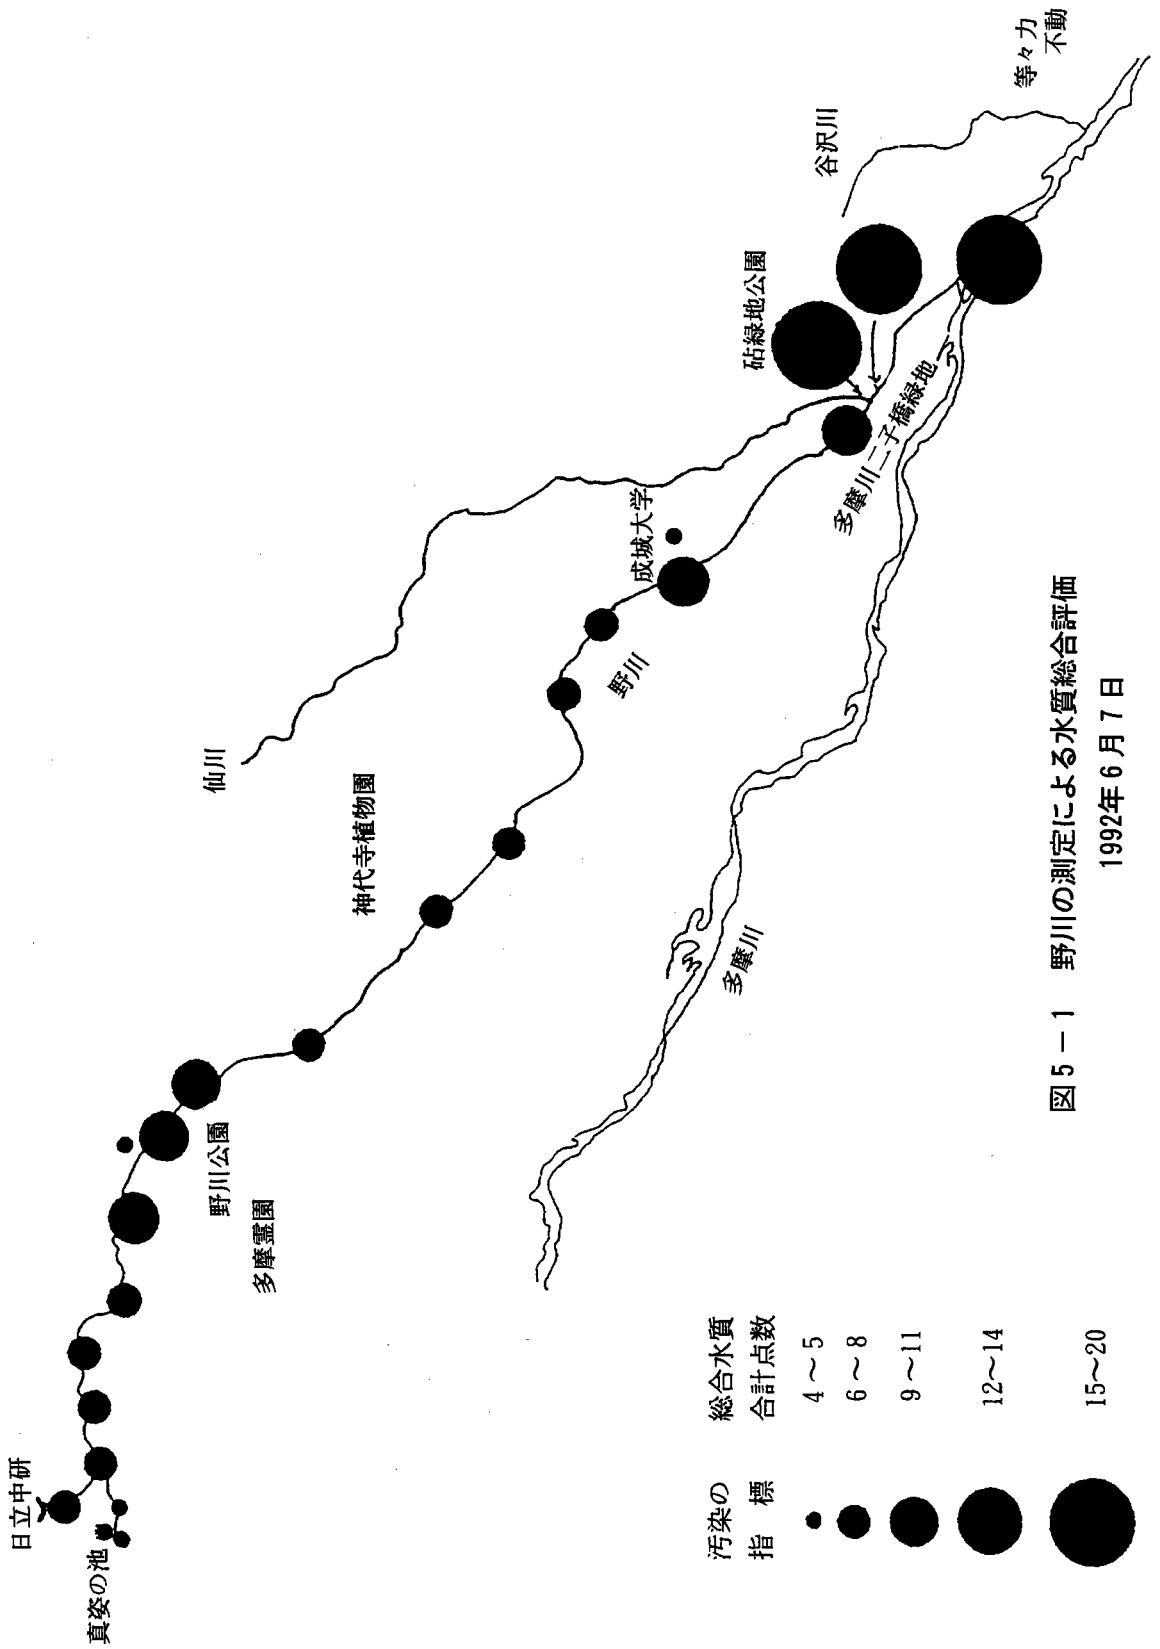 日立中研
真姿の池
多摩霊園
野川公園
神代寺植物園
仙川
野川
成城大学
砧緑地公園
谷沢川
等々力
不動
多摩川二子橋緑地
多摩川
汚染の
指 標
総合水質
合計点数
4～5
6～8
9～11
12～14
15～20
図5－1 野川の測定による水質総合評価
1992年6月7日